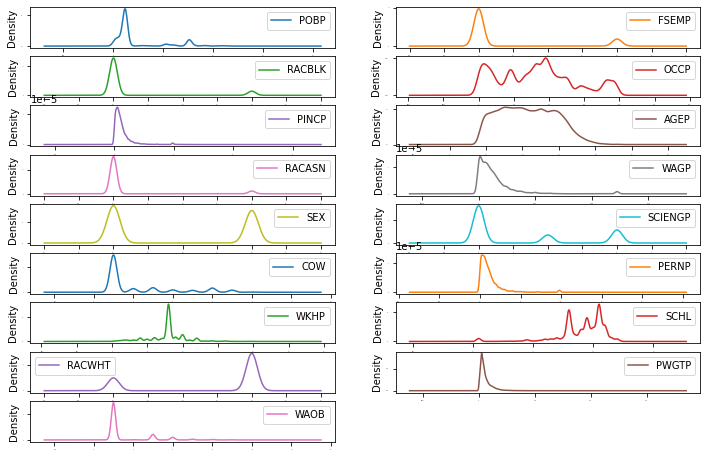 Density POBP
Density FSEMP
Density RACBLK
Density OCCP
1e−5
Density PINCP
Density AGEP
1e−5
Density RACASN
Density WAGP
Density SEX
Density SCIENGP
1e−5
Density COW
Density PERNP
Density WKHP
Density SCHL
Density RACWHT
Density PWGTP
Density WAOB